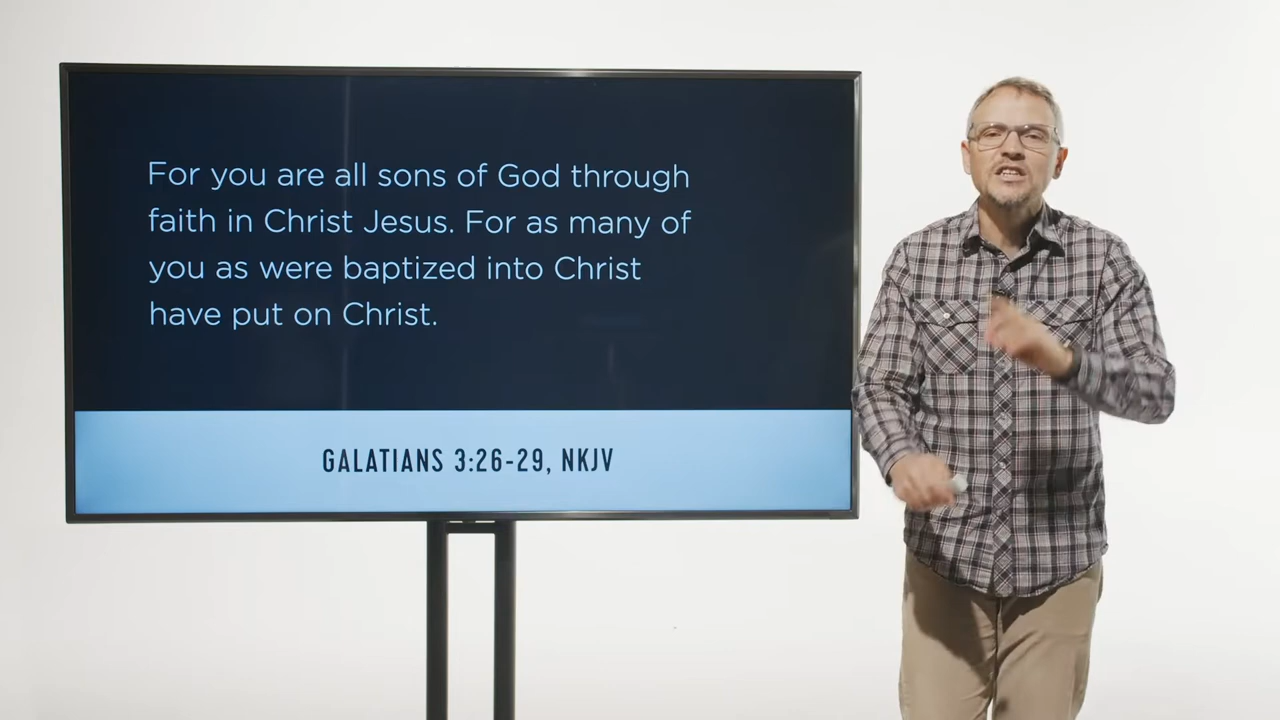 For you are all sons of God through
faith in Christ Jesus. For as many of
you as were baptized into Christ
have put on Christ.
GALATIANS 3:26-29, NKJV